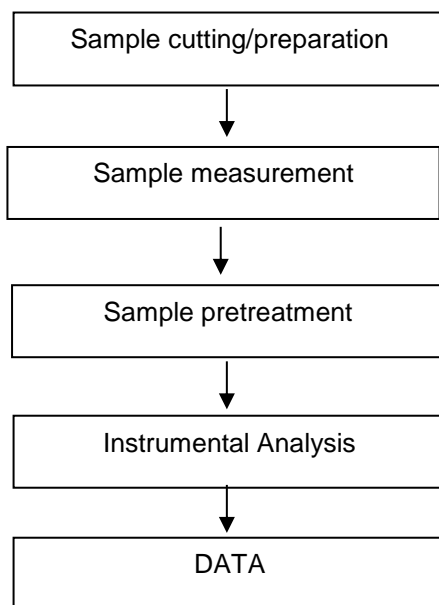 Sample cutting/preparation
Sample measurement
Sample pretreatment
Instrumental Analysis
DATA